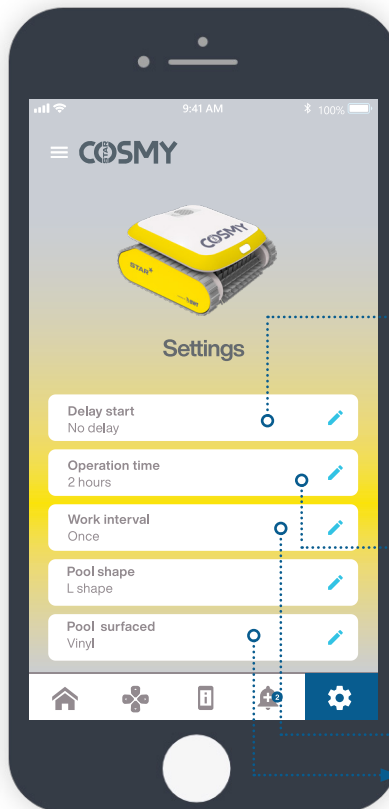 9:41 AM
100%
COSMY
STAR
COSMY
STAR
Settings
Delay start
No delay
Operation time
2 hours
Work interval
Once
Pool shape
L shape
Pool surfaced
Vinyl
2